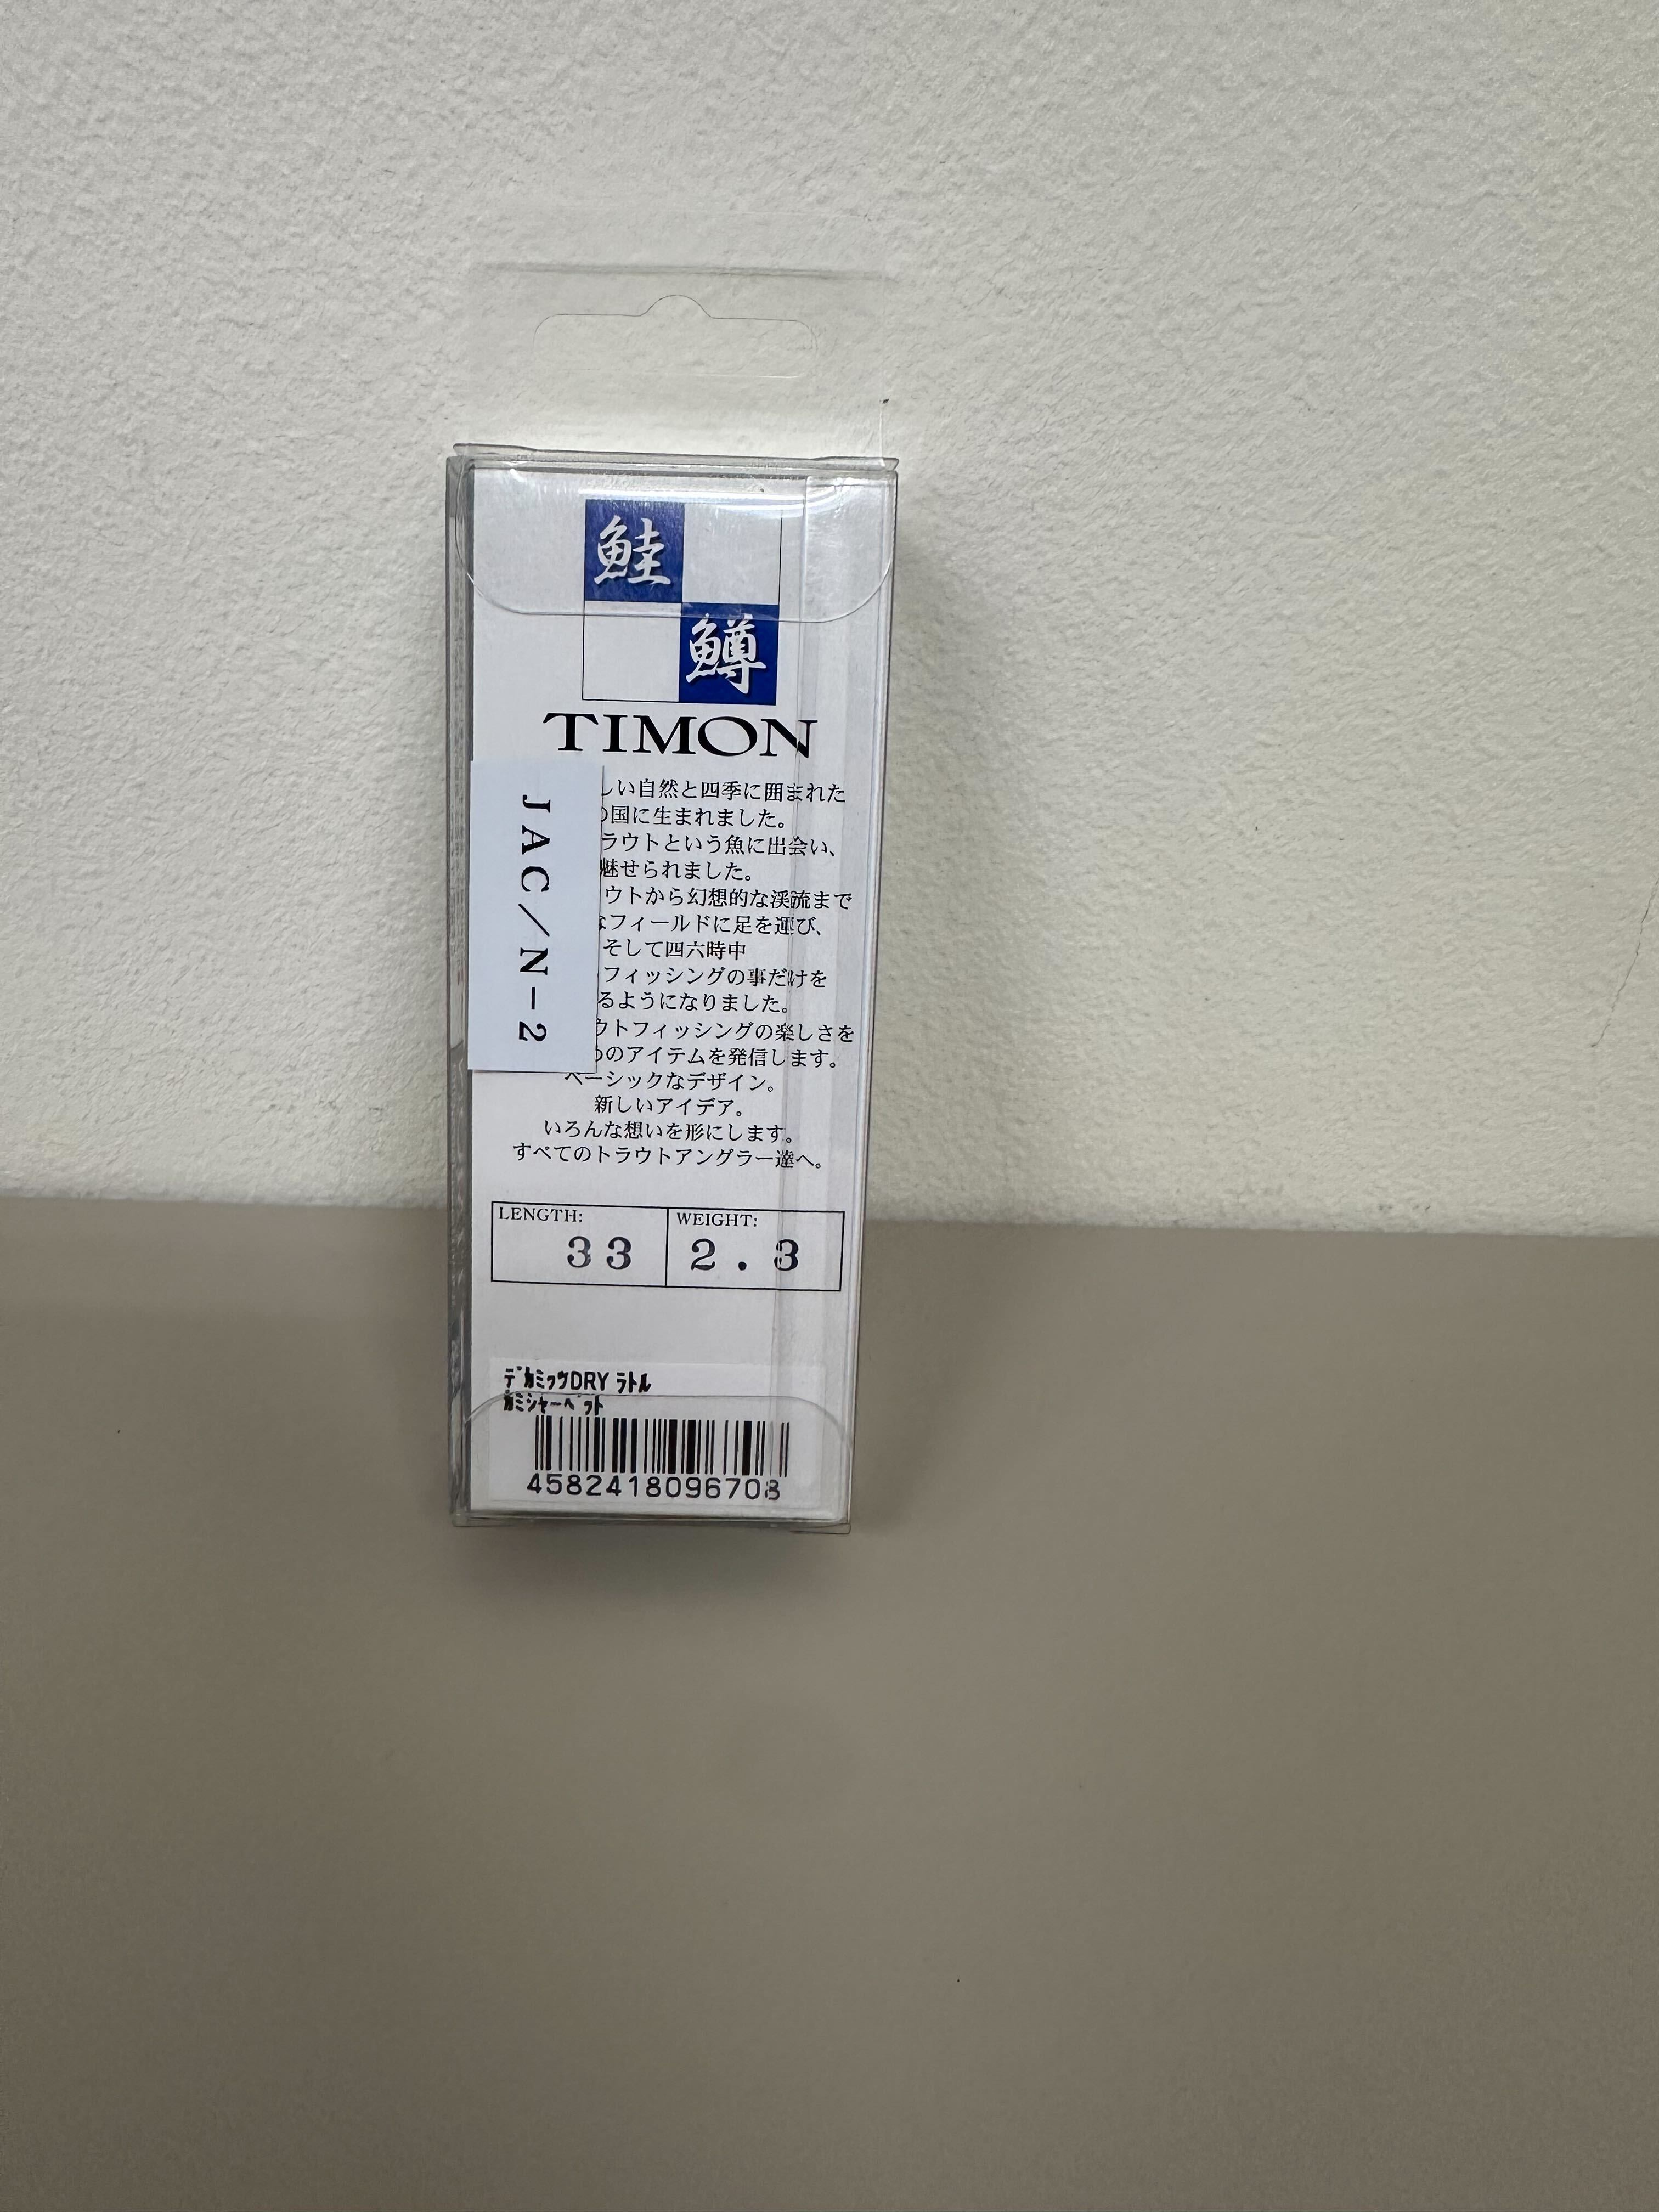 鮭
鱒
TIMON
JAC/N-2
しい自然と四季に囲まれた
の国に生まれました。
ラウトという魚に出会い、
魅せられました。
ウトから幻想的な渓流まで
なフィールドに足を運び、
そして四六時中
フィッシングの事だけを
るようになりました。
ウトフィッシングの楽しさを
めのアイテムを発信します。
ベーシックなデザイン。
新しいアイデア。
いろんな想いを形にします。
すべてのトラウトアングラー達へ。
LENGTH: WEIGHT:
33 2.3
デカミッツDRY ラトル
カミシャーベット
4582418096708